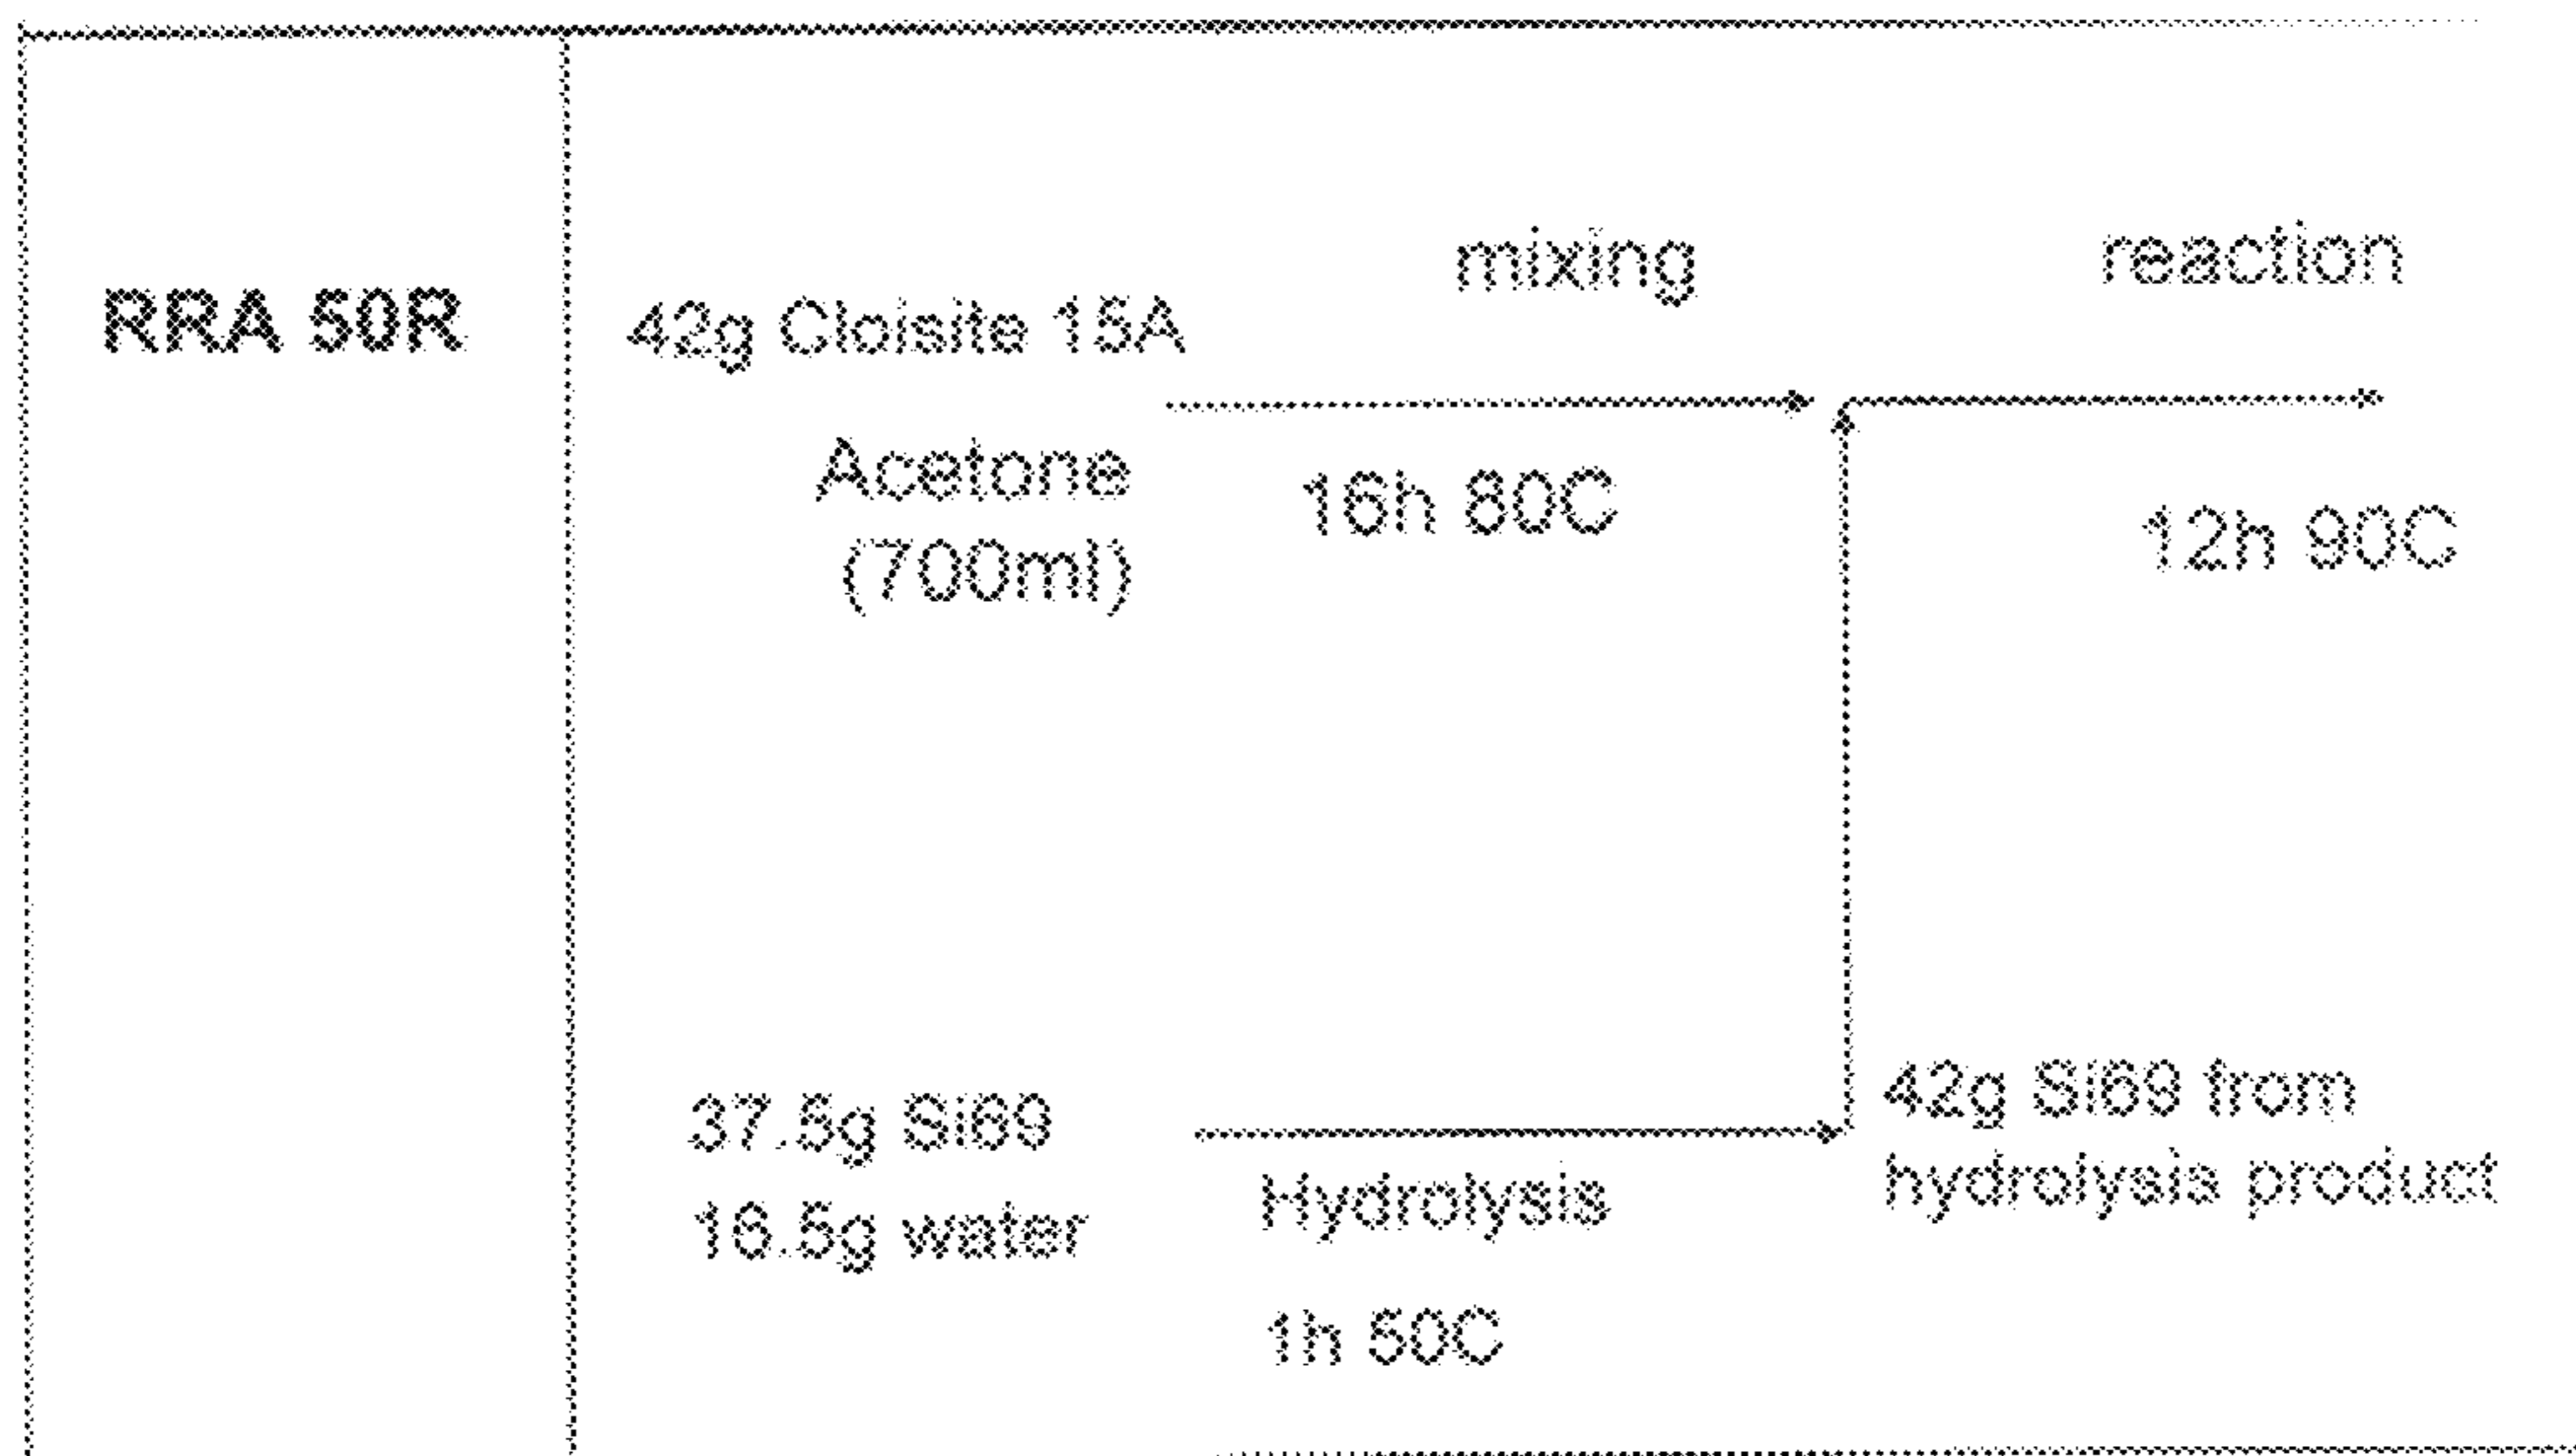 RRA 50R
42g Cloisite 15A
Acetone
(700ml)
mixing
16h 80C
reaction
12h 90C
37.5g Si69
16.5g water
Hydrolysis
1h 50C
42g Si69 from
hydrolysis product